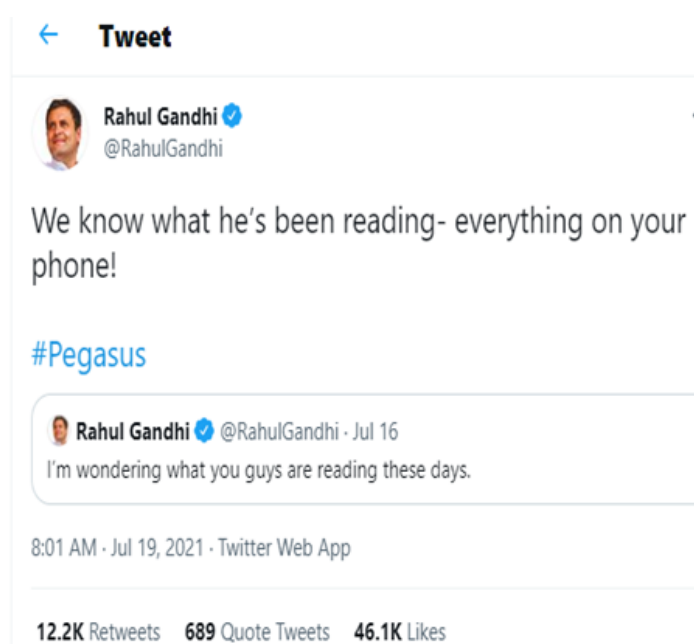 ← Tweet
Rahul Gandhi
@RahulGandhi
We know what he's been reading- everything on your
phone!
#Pegasus
Rahul Gandhi @RahulGandhi · Jul 16
I'm wondering what you guys are reading these days.
8:01 AM · Jul 19, 2021 · Twitter Web App
12.2K Retweets 689 Quote Tweets 46.1K Likes